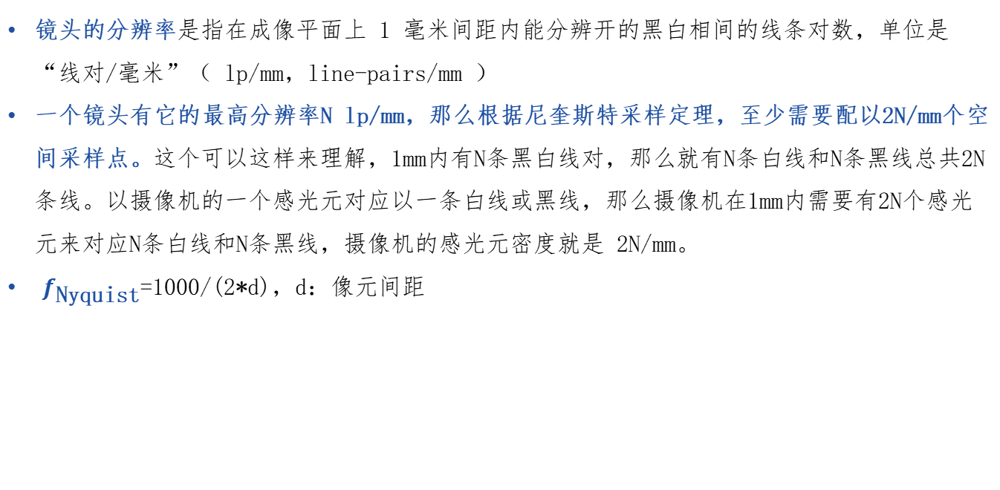 • 镜头的分辨率是指在成像平面上 1 毫米间距内能分辨开的黑白相间的线条对数，单位是
“线对/毫米”（ lp/mm，line-pairs/mm ）
• 一个镜头有它的最高分辨率N lp/mm，那么根据尼奎斯特采样定理，至少需要配以2N/mm个空
间采样点。这个可以这样来理解，1mm内有N条黑白线对，那么就有N条白线和N条黑线总共2N
条线。以摄像机的一个感光元对应以一条白线或黑线，那么摄像机在1mm内需要有2N个感光
元来对应N条白线和N条黑线，摄像机的感光元密度就是 2N/mm。
• fNyquist=1000/(2*d)，d：像元间距